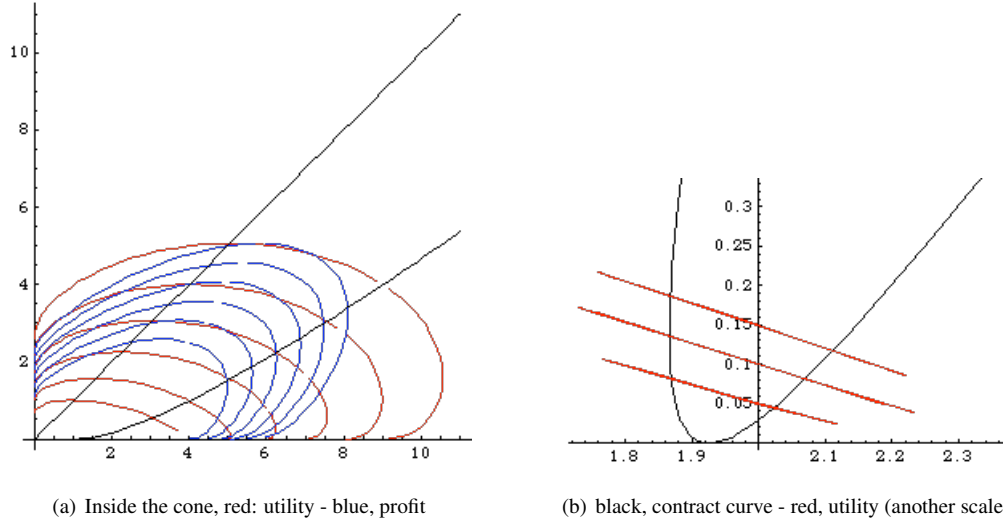 10
8
6
4
2
2 4 6 8 10
0.3
0.25
0.2
0.15
0.1
0.05
1.8 1.9 2.1 2.2 2.3
(a) Inside the cone, red: utility - blue, profit
(b) black, contract curve - red, utility (another scale